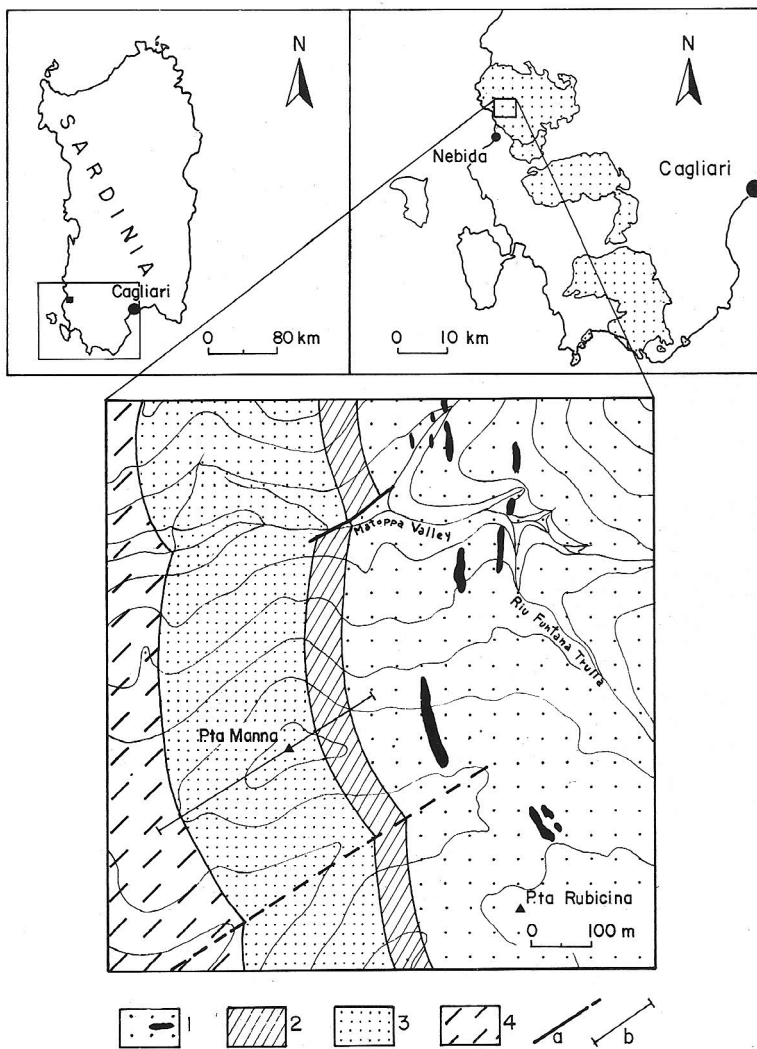 N
SARDINIA
Cagliari
0 80 km
N
Nebida
Cagliari
0 10 km
Matoppa Valley
Riu Funtana Trulla
Pta Manna
P.ta Rubicina
0 100 m
1 2 3 4 a b